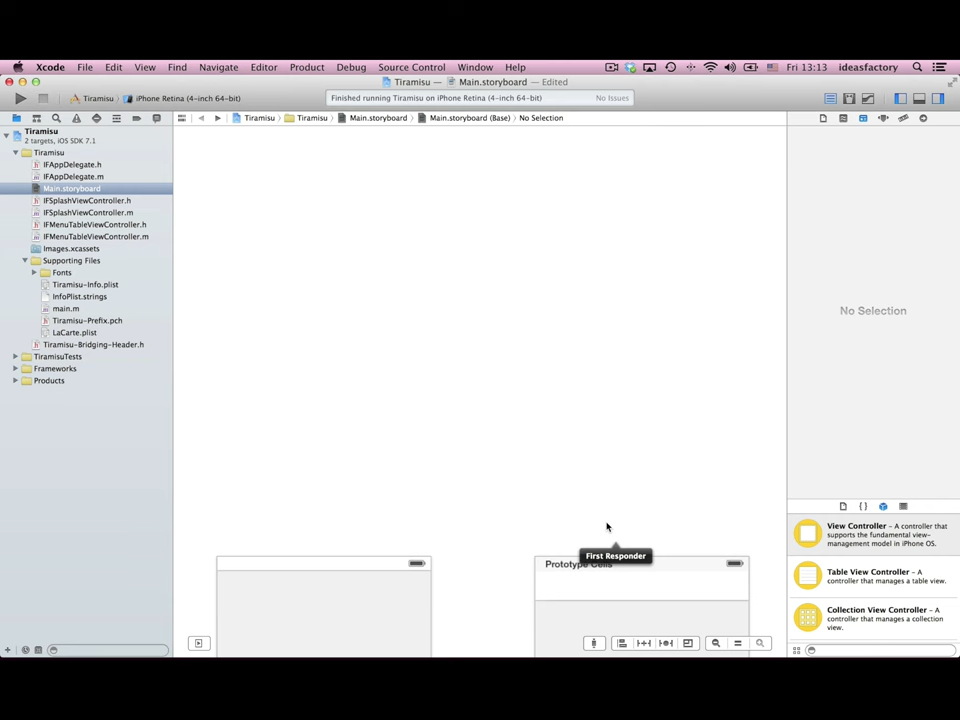 Xcode File Edit View Find Navigate Editor Product Debug Source Control Window Help Fri 13:13 ideasfactory
Tiramisu — Main.storyboard — Edited
Tiramisu iPhone Retina (4-inch 64-bit) Finished running Tiramisu on iPhone Retina (4-inch 64-bit) No Issues
Tiramisu Tiramisu Main.storyboard Main.storyboard (Base) No Selection
Tiramisu
2 targets, iOS SDK 7.1
Tiramisu
IFAppDelegate.h
IFAppDelegate.m
Main.storyboard
IFSplashViewController.h
IFSplashViewController.m
IFMenuTableViewController.h
IFMenuTableViewController.m
Images.xcassets
Supporting Files
Fonts
Tiramisu-Info.plist
InfoPlist.strings
main.m
Tiramisu-Prefix.pch
LaCarte.plist
Tiramisu-Bridging-Header.h
TiramisuTests
Frameworks
Products
First Responder
Prototype Cells
No Selection
View Controller – A controller that
supports the fundamental view-
management model in iPhone OS.
Table View Controller – A
controller that manages a table view.
Collection View Controller – A
controller that manages a collection
view.